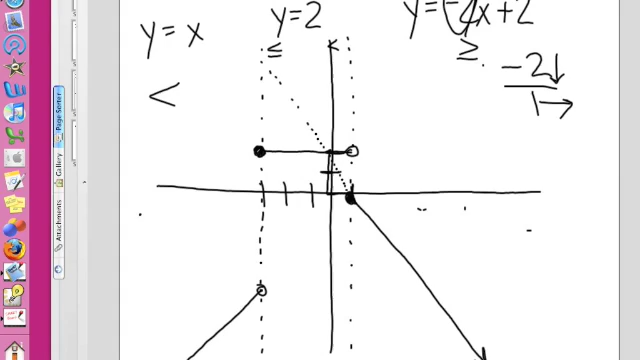 y = x
y = 2
y = -2x + 2
≤
<
≥
<
-2↓
1→
Page Sorter
Gallery
Attachments